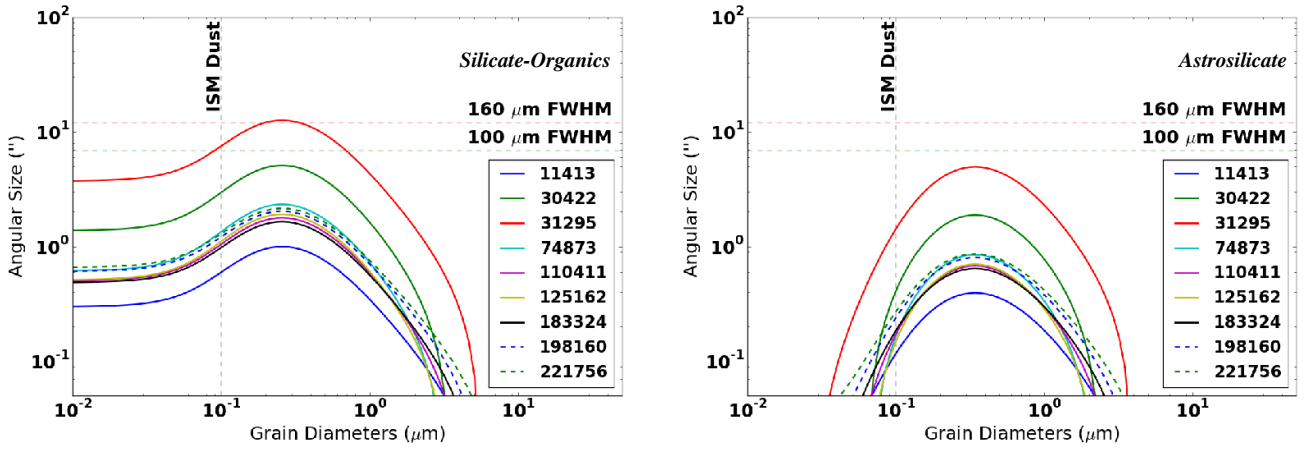 10² 10¹ 10⁰ 10⁻¹
Angular Size (")
ISM Dust
Silicate-Organics
160 μm FWHM
100 μm FWHM
11413
30422
31295
74873
110411
125162
183324
198160
221756
10⁻² 10⁻¹ 10⁰ 10¹
Grain Diameters (μm)
10² 10¹ 10⁰ 10⁻¹
Angular Size (")
ISM Dust
Astrosilicate
160 μm FWHM
100 μm FWHM
11413
30422
31295
74873
110411
125162
183324
198160
221756
10⁻² 10⁻¹ 10⁰ 10¹
Grain Diameters (μm)